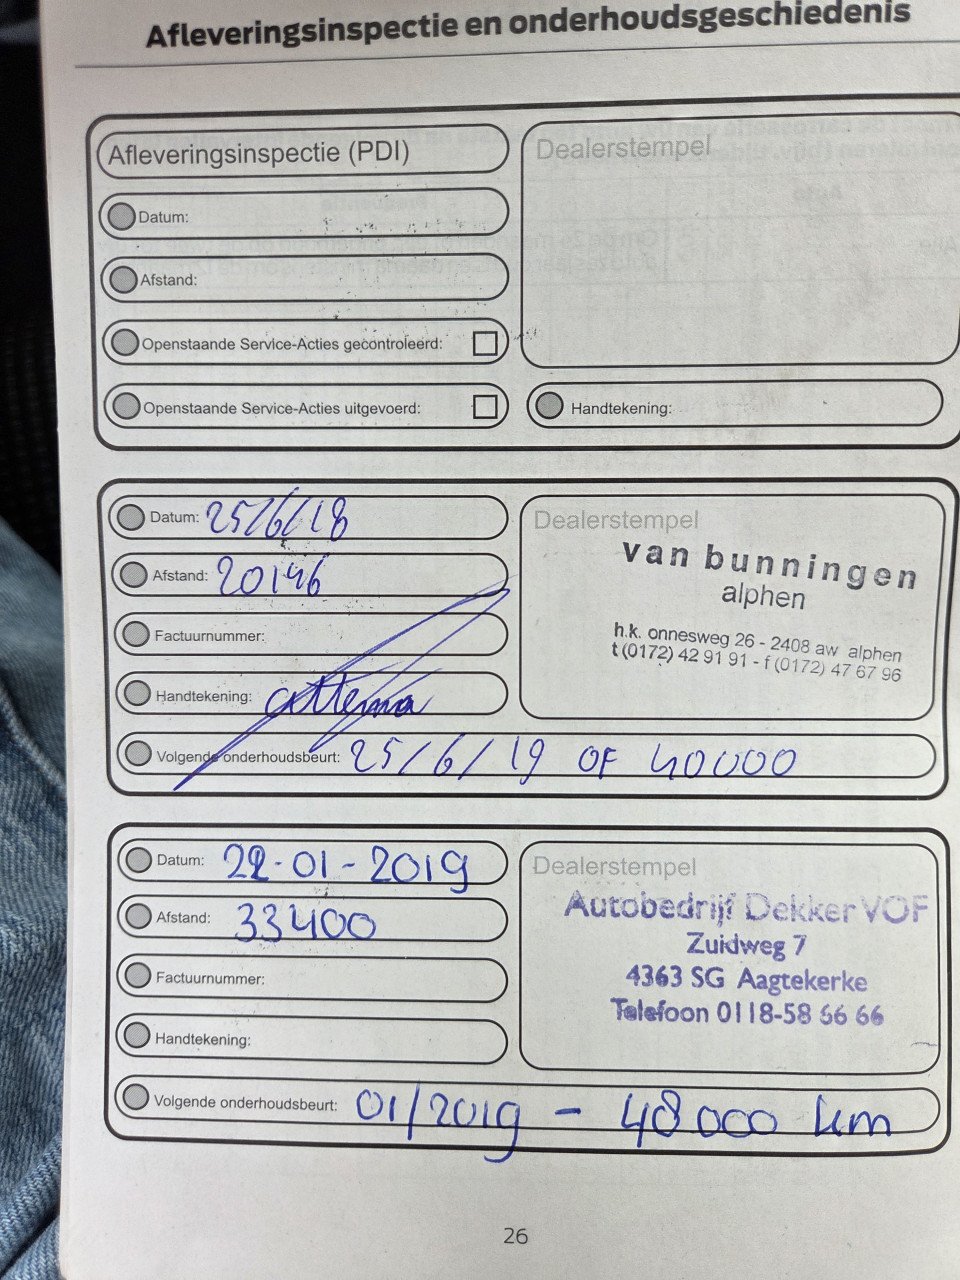 Afleveringsinspectie en onderhoudsgeschiedenis
Afleveringsinspectie (PDI)
Dealerstempel
Datum:
Afstand:
Openstaande Service-Acties gecontroleerd:
Openstaande Service-Acties uitgevoerd:
Handtekening:
Datum: 25/6/18
Afstand: 20146
Factuurnummer:
Handtekening: attema
Volgende onderhoudsbeurt: 25/6/19 OF 40000
Dealerstempel
van bunningen
alphen
h.k. onnesweg 26 - 2408 aw alphen
t (0172) 42 91 91 - f (0172) 47 67 96
Datum: 22-01-2019
Afstand: 33400
Factuurnummer:
Handtekening:
Volgende onderhoudsbeurt: 01/2019 - 48000 km
Dealerstempel
Autobedrijf Dekker VOF
Zuidweg 7
4363 SG Aagtekerke
Telefoon 0118-58 66 66
26